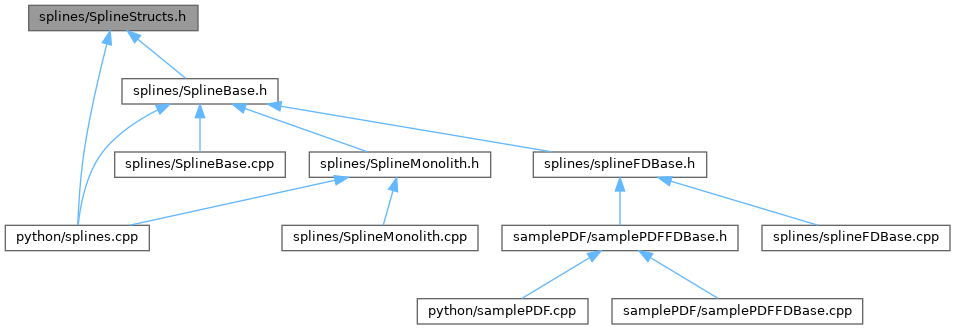 splines/SplineStructs.h
splines/SplineBase.h
splines/SplineBase.cpp
splines/SplineMonolith.h
splines/splineFDBase.h
python/splines.cpp
splines/SplineMonolith.cpp
samplePDF/samplePDFFDBase.h
splines/splineFDBase.cpp
python/samplePDF.cpp
samplePDF/samplePDFFDBase.cpp